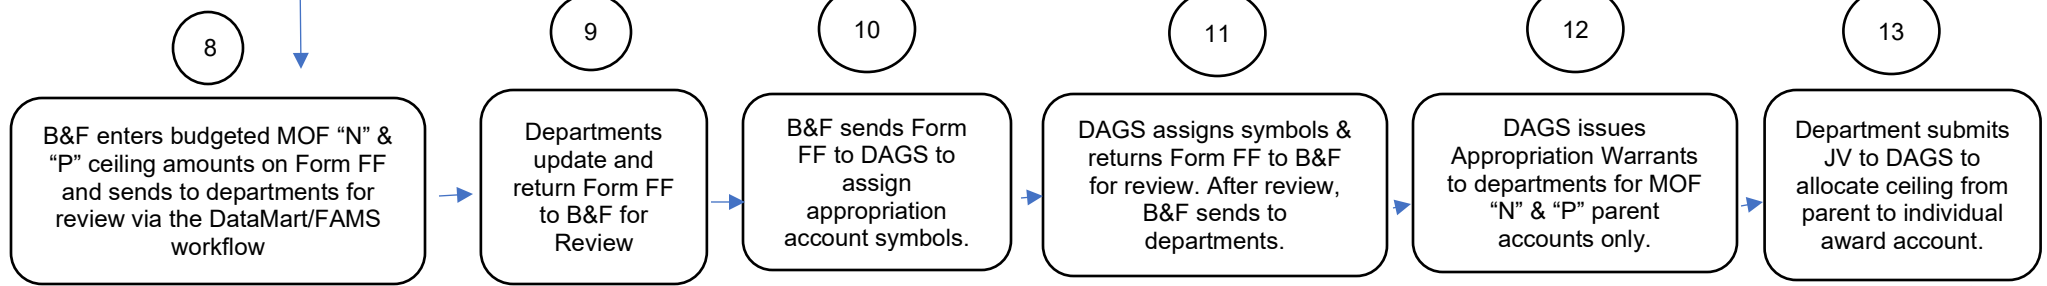 8
B&F enters budgeted MOF “N” &
“P” ceiling amounts on Form FF
and sends to departments for
review via the DataMart/FAMS
workflow
9
Departments
update and
return Form FF
to B&F for
Review
10
B&F sends Form
FF to DAGS to
assign
appropriation
account symbols.
11
DAGS assigns symbols &
returns Form FF to B&F
for review. After review,
B&F sends to
departments.
12
DAGS issues
Appropriation Warrants
to departments for MOF
“N” & “P” parent
accounts only.
13
Department submits
JV to DAGS to
allocate ceiling from
parent to individual
award account.